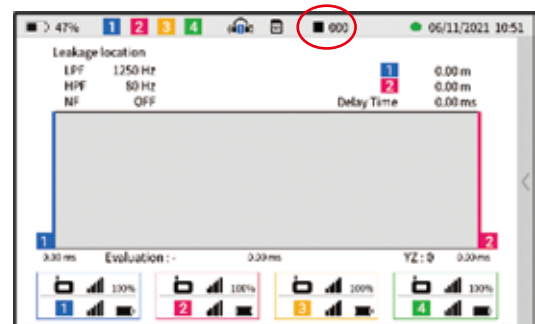 47% 1 2 3 4 000 06/11/2021 10:51
Leakage location
LPF 1250 Hz 1 0.00 m
HPF 80 Hz 2 0.00 m
NF OFF Delay Time 0.00 ms
1 2
0.00 ms Evaluation : - 0.00 ms YZ : 0 0.00 ms
100% 100% 100% 100%
1 2 3 4